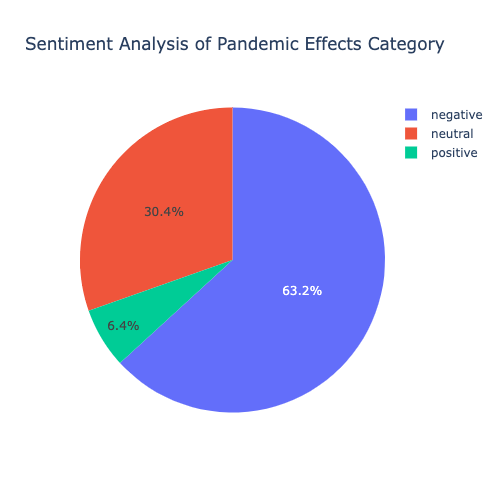 Sentiment Analysis of Pandemic Effects Category
negative
neutral
positive
30.4%
63.2%
6.4%